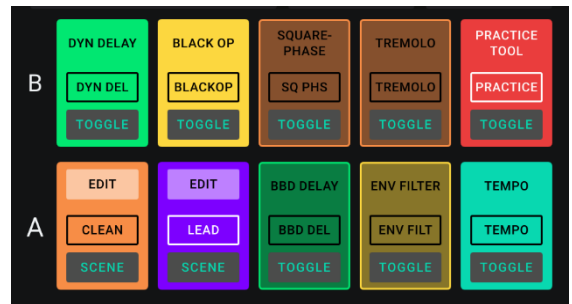 B
DYN DELAY
DYN DEL
TOGGLE
BLACK OP
BLACKOP
TOGGLE
SQUARE-
PHASE
SQ PHS
TOGGLE
TREMOLO
TREMOLO
TOGGLE
PRACTICE
TOOL
PRACTICE
TOGGLE
A
EDIT
CLEAN
SCENE
EDIT
LEAD
SCENE
BBD DELAY
BBD DEL
TOGGLE
ENV FILTER
ENV FILT
TOGGLE
TEMPO
TEMPO
TOGGLE